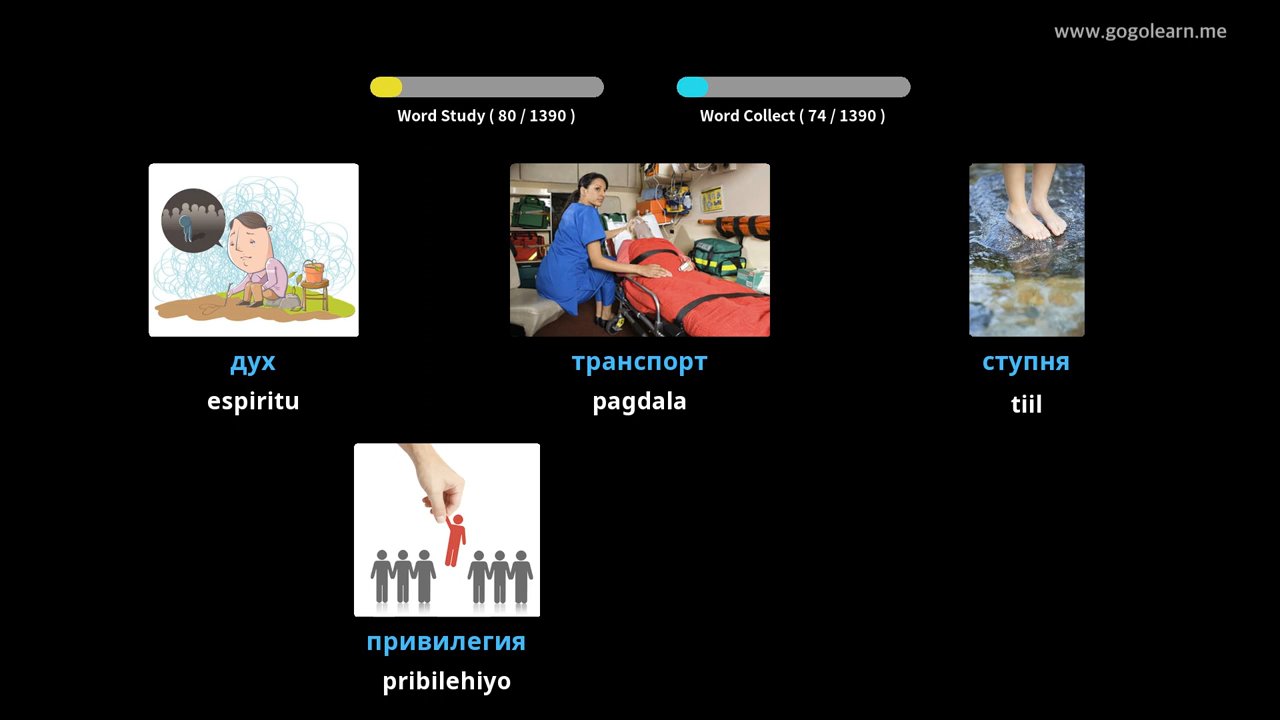 www.gogolearn.me
Word Study ( 80 / 1390 )
Word Collect ( 74 / 1390 )
дух
espiritu
транспорт
pagdala
ступня
tiil
привилегия
pribilehiyo